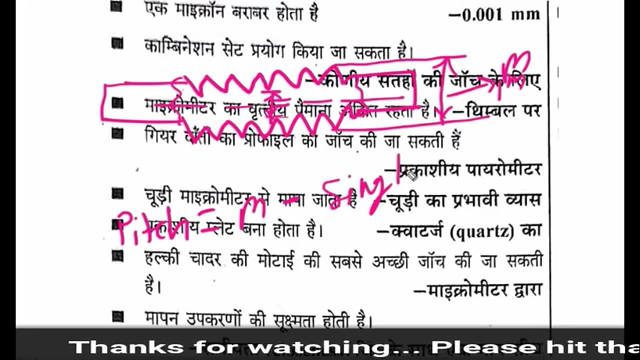 एक माइक्रॉन बराबर होता है –0.001 mm
काम्बिनेशन सेट प्रयोग किया जा सकता है।
–कोणीय सतहों की जाँच के लिए
माइक्रोमीटर का वृत्तीय पैमाना अंकित रहता है। –थिम्बल पर
गियर दाँतों का प्रोफाइल की जाँच की जा सकती हैं
–प्रकाशीय पायरोमीटर
चूड़ी माइक्रोमीटर से मापा जाता है –चूड़ी का प्रभावी व्यास
प्रकाशीय प्लेट बना होता है। –क्वार्टज (quartz) का
हल्की चादर की मोटाई की सबसे अच्छी जाँच की जा सकती
है। –माइक्रोमीटर द्वारा
मापन उपकरणों की सूक्ष्मता होती है।
m
Pitch = m - Singl
Thanks for watching... Please hit tha